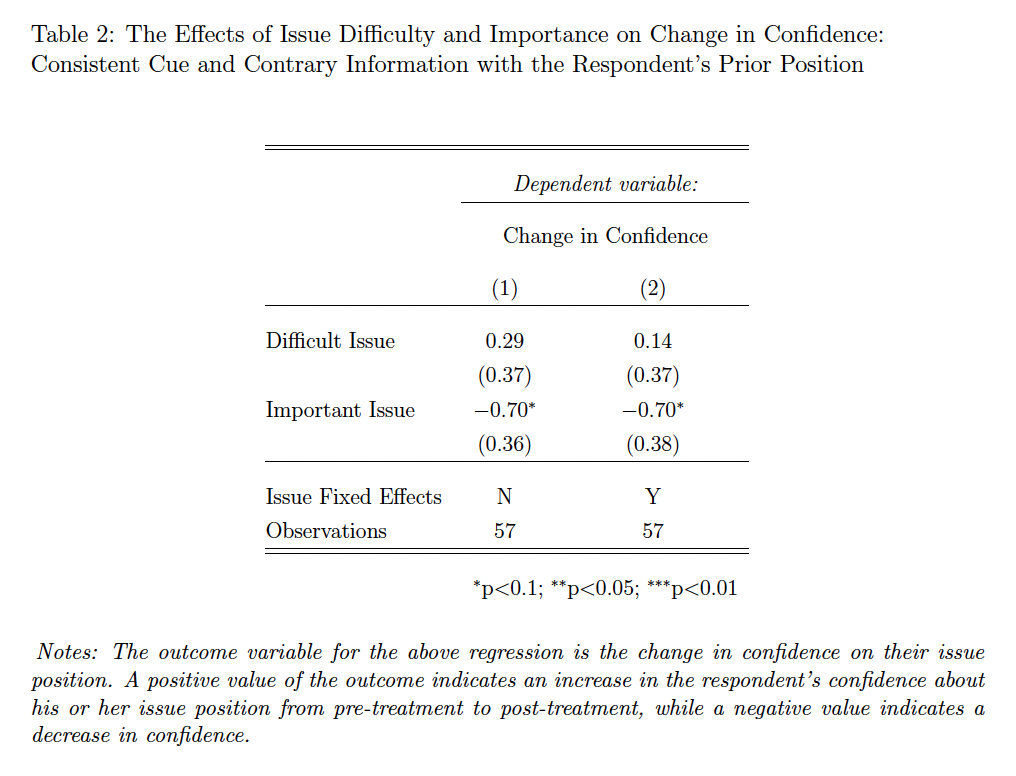 Table 2: The Effects of Issue Difficulty and Importance on Change in Confidence:
Consistent Cue and Contrary Information with the Respondent's Prior Position
Dependent variable:
Change in Confidence
(1) (2)
Difficult Issue 0.29 0.14
(0.37) (0.37)
Important Issue −0.70* −0.70*
(0.36) (0.38)
Issue Fixed Effects N Y
Observations 57 57
*p<0.1; **p<0.05; ***p<0.01
Notes: The outcome variable for the above regression is the change in confidence on their issue
position. A positive value of the outcome indicates an increase in the respondent's confidence about
his or her issue position from pre-treatment to post-treatment, while a negative value indicates a
decrease in confidence.